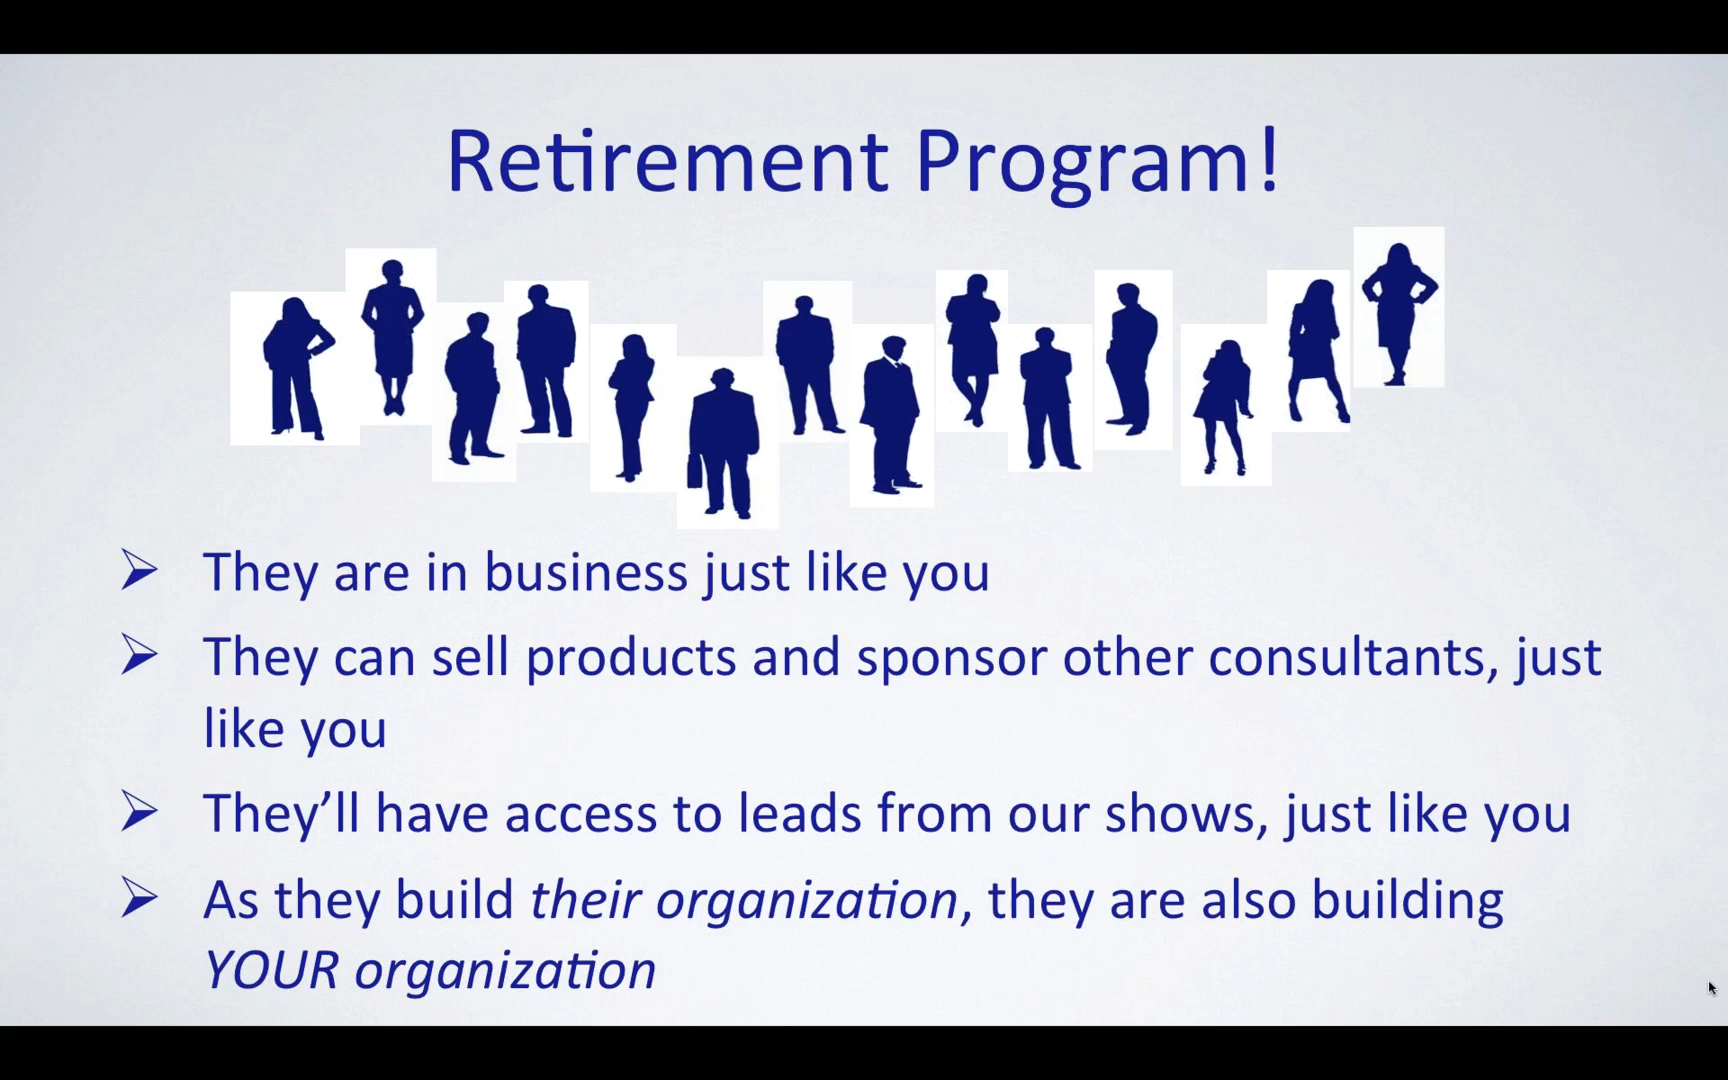 Retirement Program!
➢ They are in business just like you
➢ They can sell products and sponsor other consultants, just
like you
➢ They’ll have access to leads from our shows, just like you
➢ As they build their organization, they are also building
YOUR organization